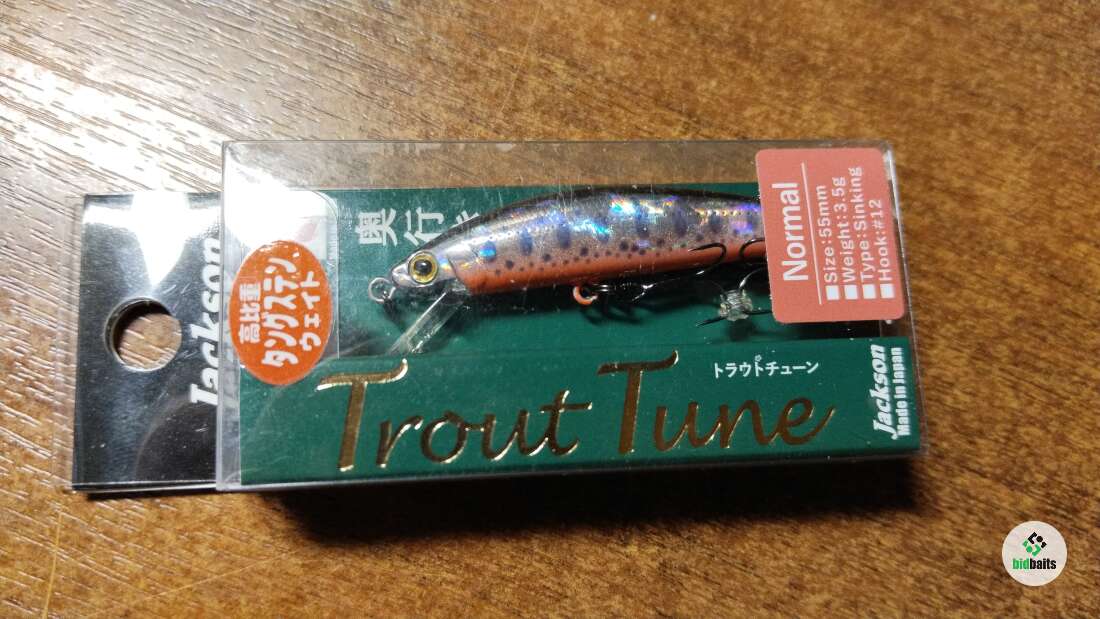 Jackson
高比重
タングステン
ウェイト
奥行
Normal
■Size:55mm
■Weight:3.5g
■Type:Sinking
■Hook:#12
Trout Tune
トラウトチューン
Jackson
Made in Japan
bidbaits